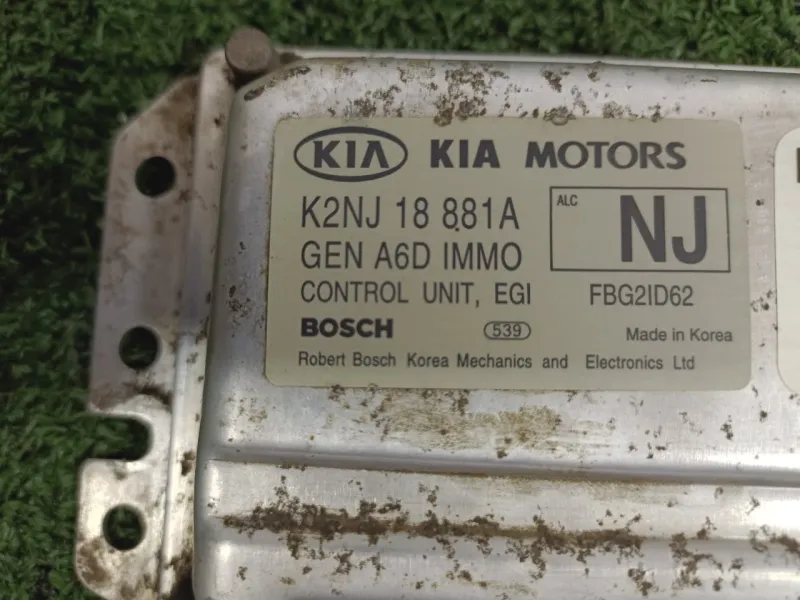 KIA KIA MOTORS
K2NJ 18 881A
ALC NJ
GEN A6D IMMO
CONTROL UNIT, EGI FBG2ID62
BOSCH 539 Made in Korea
Robert Bosch Korea Mechanics and Electronics Ltd